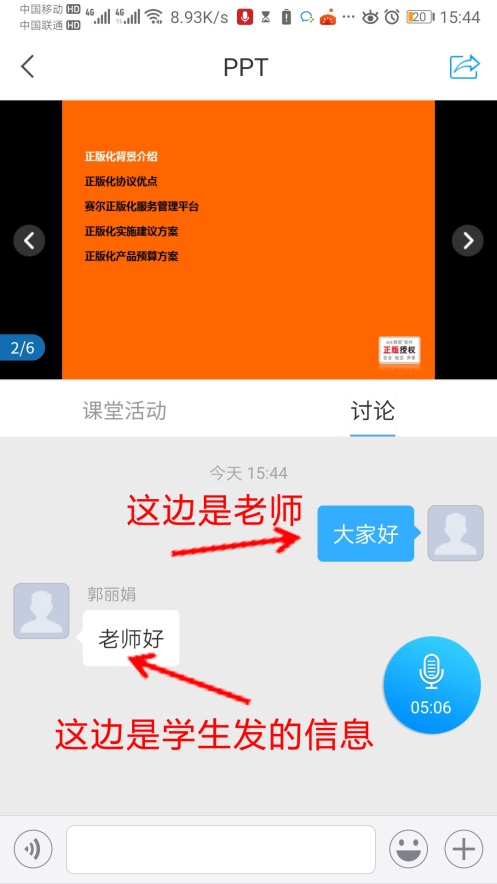 中国移动 HD 4G 4G 8.93K/s 20 15:44
中国联通 HD
PPT
正版化背景介绍
正版化协议优点
赛尔正版化服务管理平台
正版化实施建议方案
正版化产品预算方案
2/6
正版授权
课堂活动 讨论
今天 15:44
这边是老师
大家好
郭丽娟
老师好
05:06
这边是学生发的信息